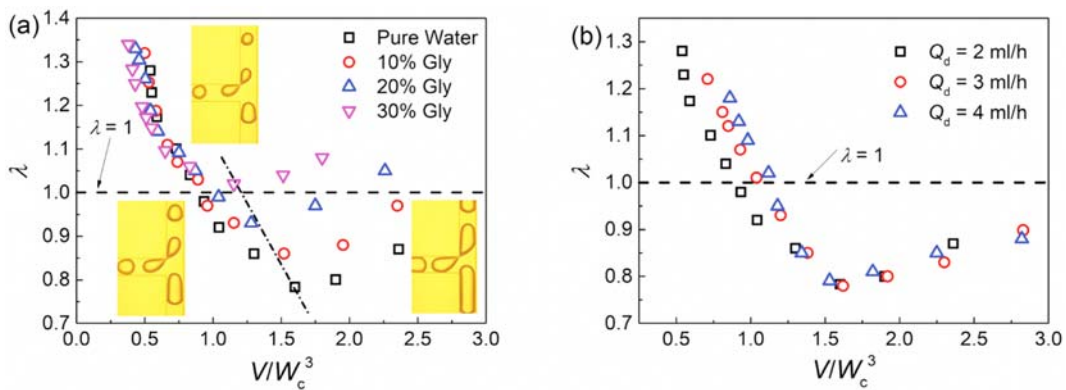 (a)
1.4
1.3
1.2
1.1
1.0
0.9
0.8
0.7
λ
Pure Water
10% Gly
20% Gly
30% Gly
λ = 1
0.0 0.5 1.0 1.5 2.0 2.5 3.0
V/Wc³
(b)
1.3
1.2
1.1
1.0
0.9
0.8
0.7
λ
Qd = 2 ml/h
Qd = 3 ml/h
Qd = 4 ml/h
λ = 1
0.0 0.5 1.0 1.5 2.0 2.5 3.0
V/Wc³